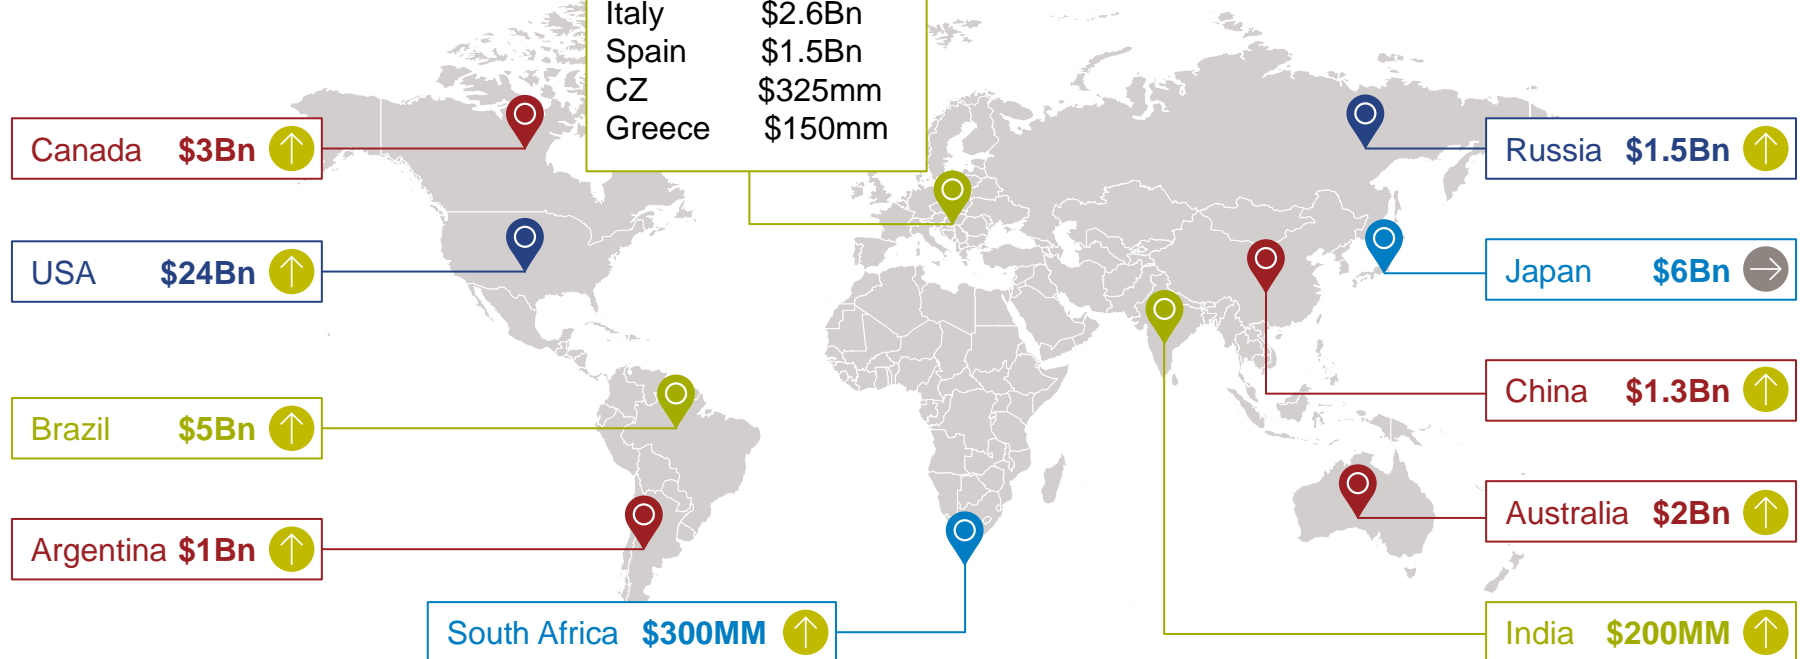 Italy $2.6Bn
Spain $1.5Bn
CZ $325mm
Greece $150mm
Canada $3Bn
Russia $1.5Bn
USA $24Bn
Japan $6Bn
China $1.3Bn
Brazil $5Bn
Australia $2Bn
Argentina $1Bn
South Africa $300MM
India $200MM